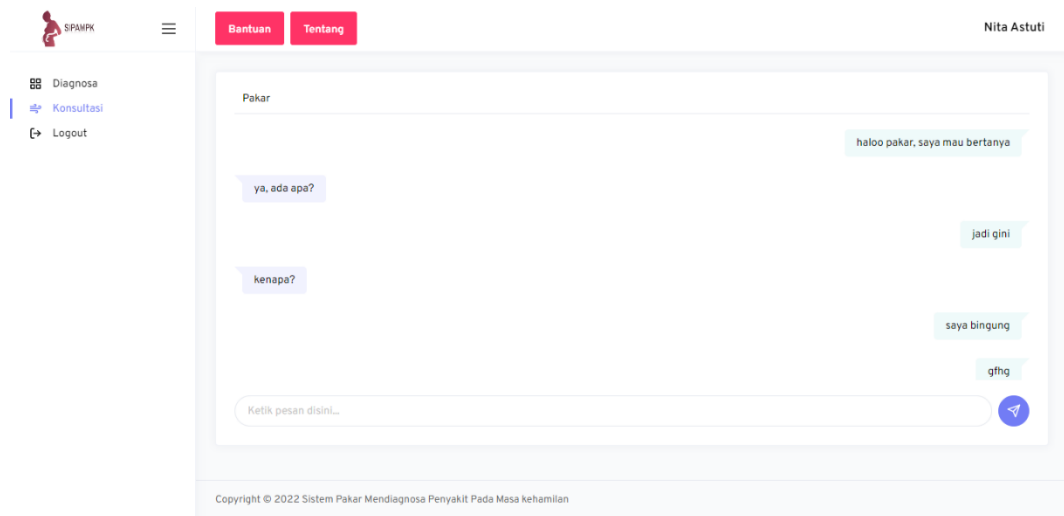 SIPAMPK
Bantuan
Tentang
Nita Astuti
Diagnosa
Konsultasi
Logout
Pakar
haloo pakar, saya mau bertanya
ya, ada apa?
jadi gini
kenapa?
saya bingung
gfhg
Ketik pesan disini...
Copyright © 2022 Sistem Pakar Mendiagnosa Penyakit Pada Masa kehamilan